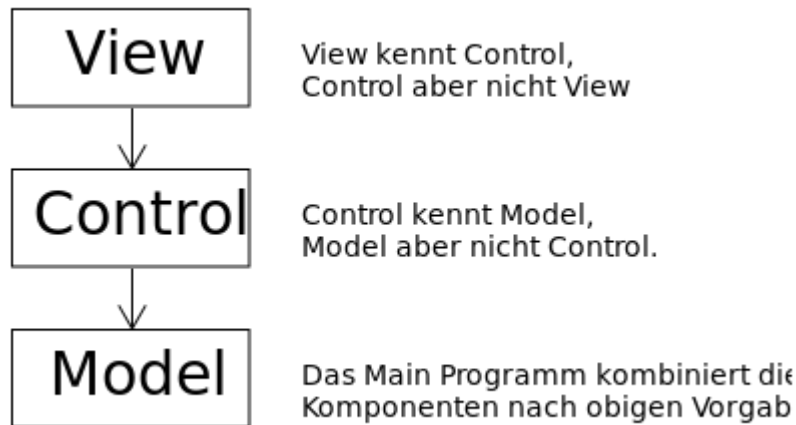 View
View kennt Control,
Control aber nicht View
Control
Control kennt Model,
Model aber nicht Control.
Model
Das Main Programm kombiniert die
Komponenten nach obigen Vorgab